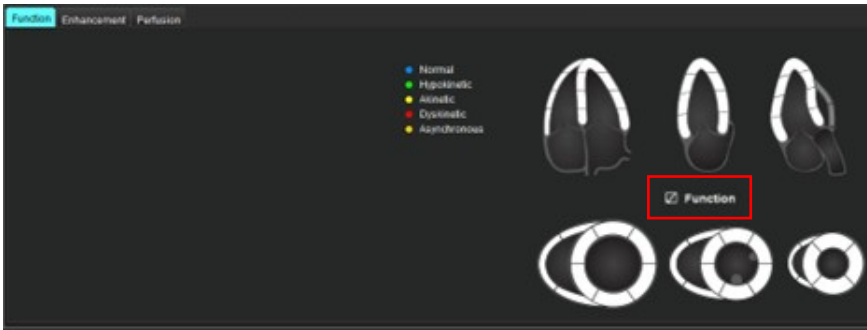 Function Enhancement Perfusion
Normal
Hypokinetic
Akinetic
Dyskinetic
Asynchronous
Function